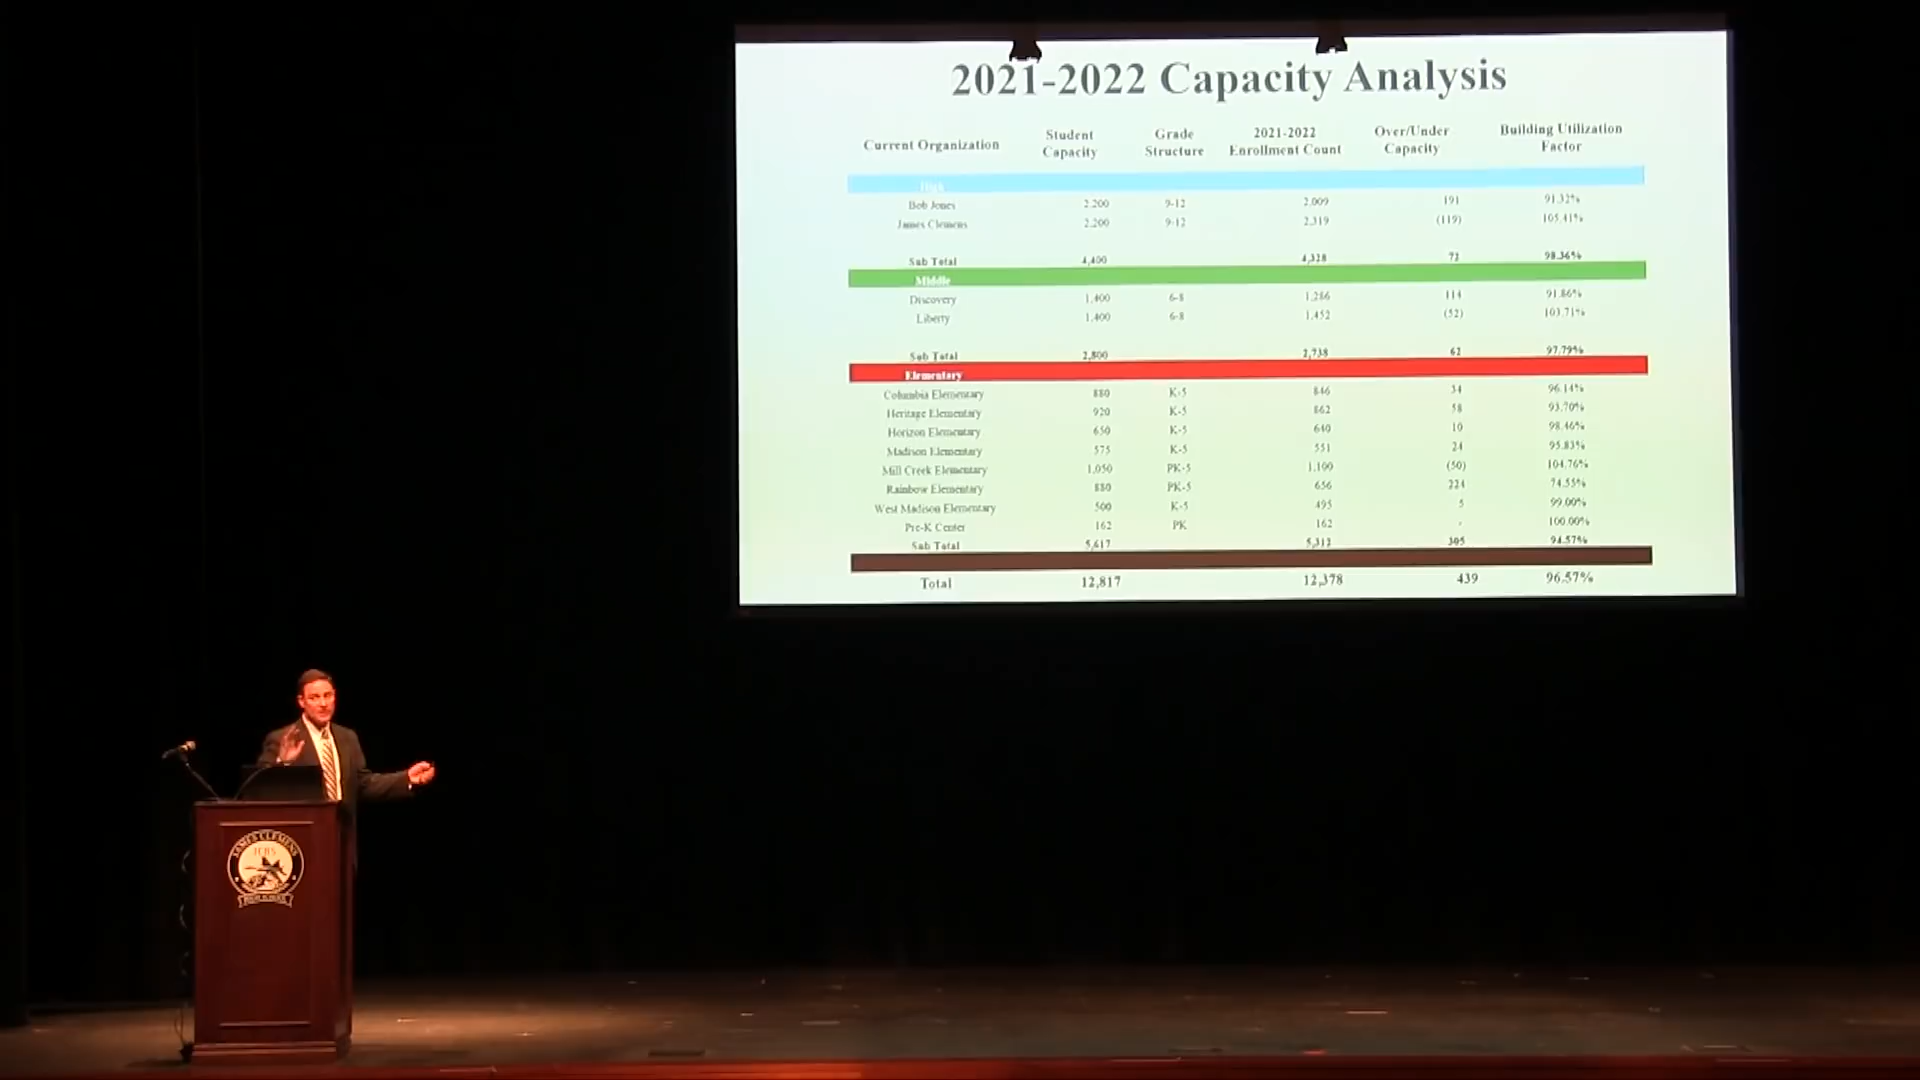 2021-2022 Capacity Analysis
Current Organization Student Capacity Grade Structure 2021-2022 Enrollment Count Over/Under Capacity Building Utilization Factor
High
Bob Jones 2,200 9-12 2,009 191 91.32%
James Clemens 2,200 9-12 2,319 (119) 105.41%
Sub Total 4,400 4,328 72 98.36%
Middle
Discovery 1,400 6-8 1,286 114 91.86%
Liberty 1,400 6-8 1,452 (52) 103.71%
Sub Total 2,800 2,738 62 97.79%
Elementary
Columbia Elementary 880 K-5 846 34 96.14%
Heritage Elementary 920 K-5 862 58 93.70%
Horizon Elementary 650 K-5 640 10 98.46%
Madison Elementary 575 K-5 551 24 95.83%
Mill Creek Elementary 1,050 PK-5 1,100 (50) 104.76%
Rainbow Elementary 880 PK-5 656 224 74.55%
West Madison Elementary 500 K-5 495 5 99.00%
Pre-K Center 162 PK 162 - 100.00%
Sub Total 5,617 5,312 305 94.57%
Total 12,817 12,378 439 96.57%
JAMES CLEMENS
JCHS